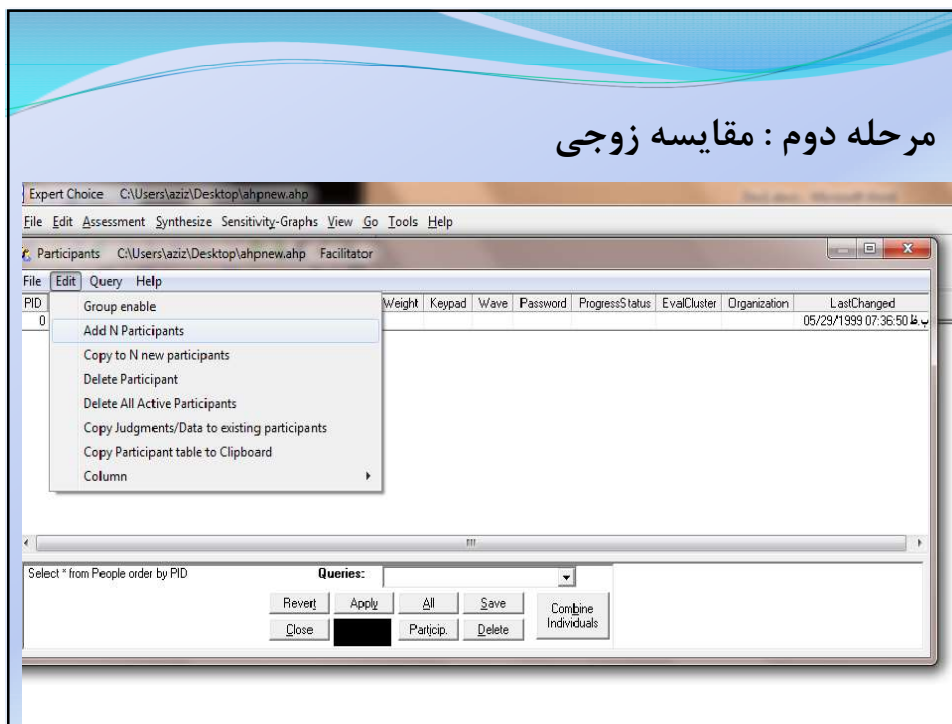 مرحله دوم : مقایسه زوجی
Expert Choice C:\Users\aziz\Desktop\ahpnew.ahp
File Edit Assessment Synthesize Sensitivity-Graphs View Go Tools Help
Participants C:\Users\aziz\Desktop\ahpnew.ahp Facilitator
File Edit Query Help
PID Weight Keypad Wave Password ProgressStatus EvalCluster Organization LastChanged
0 05/29/1999 07:36:50 ب.ظ
Group enable
Add N Participants
Copy to N new participants
Delete Participant
Delete All Active Participants
Copy Judgments/Data to existing participants
Copy Participant table to Clipboard
Column
Select * from People order by PID Queries:
Revert Apply All Save Combine Individuals
Close Particip. Delete